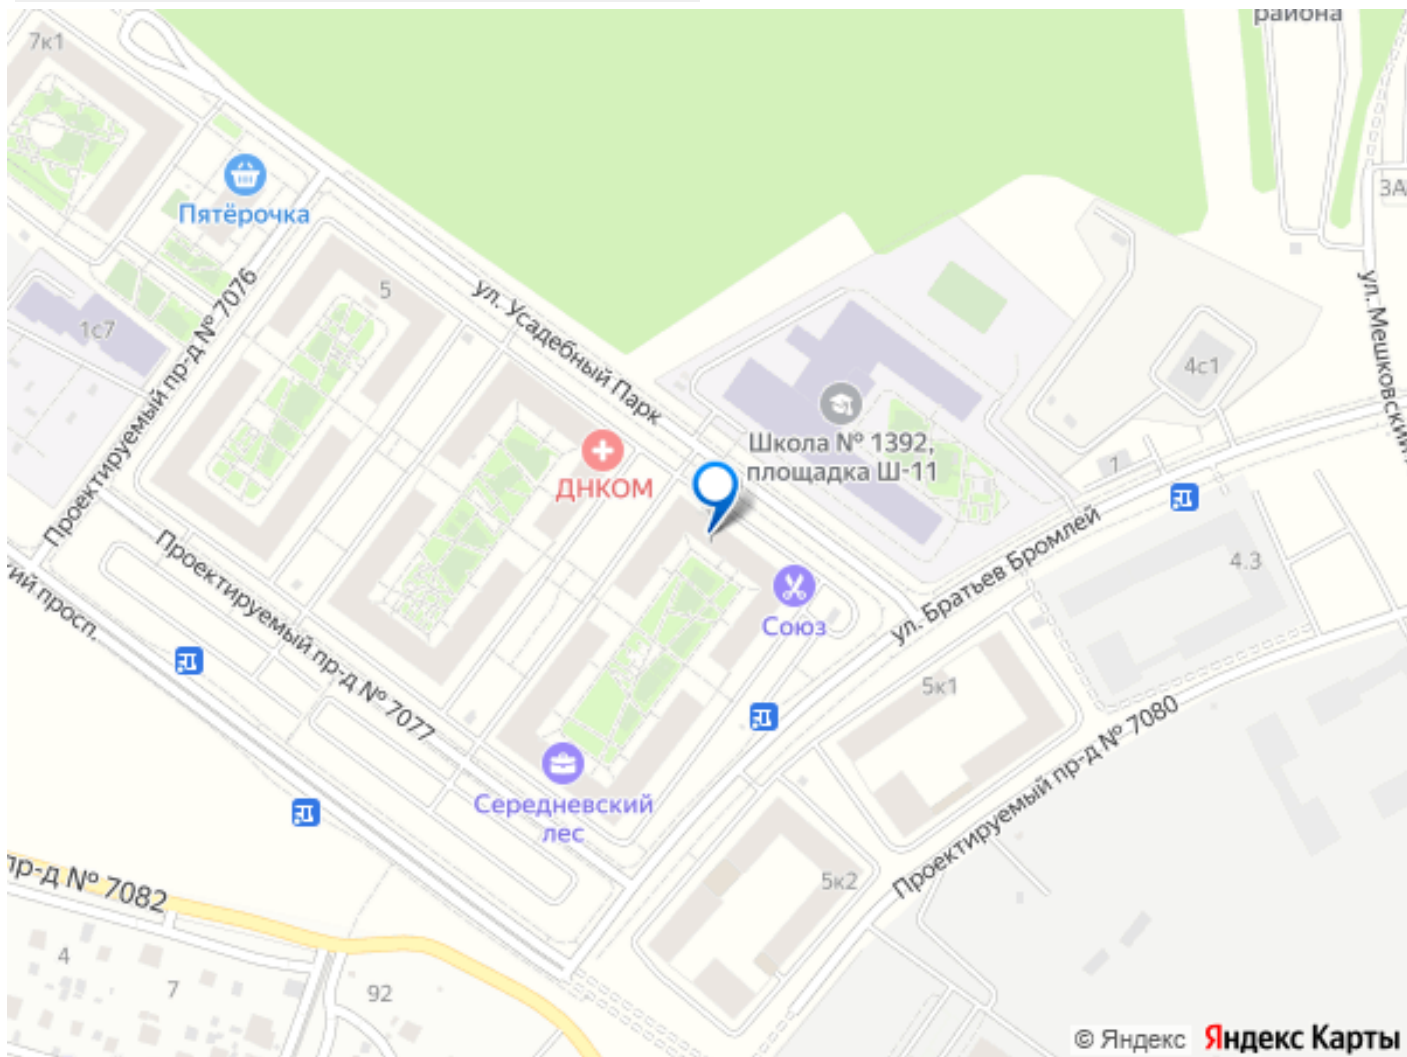 района
7к1
ЗА
Пятёрочка
ул. Усадебный Парк
ул. Мешковский
Проектируемый пр-д № 7076
5
1с7
4с1
Школа № 1392,
площадка Ш-11
1
ДНКОМ
ул. Братьев Бромлей
4.3
Проектируемый пр-д № 7077
ий просп.
Союз
5к1
Проектируемый пр-д № 7080
Середневский
лес
5к2
пр-д № 7082
4
7
92
© Яндекс Яндекс Карты